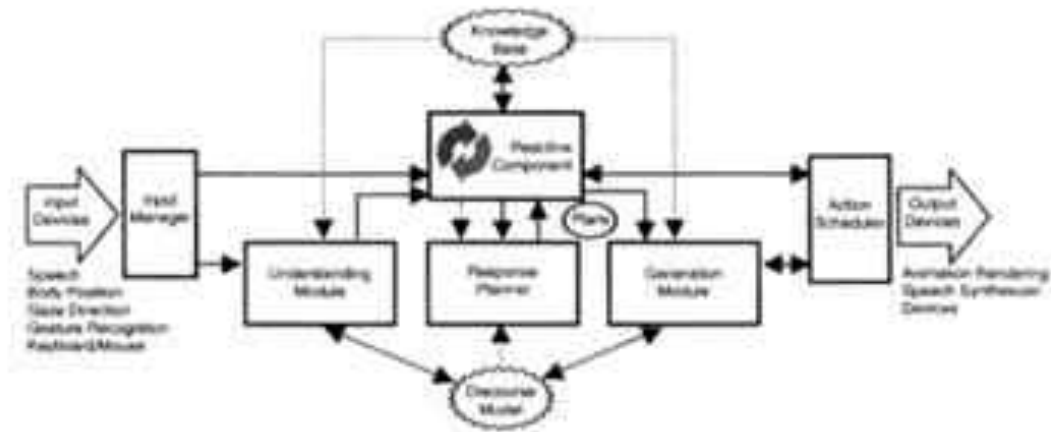 Knowledge
Base
Reactive
Component
Input
Devices
Input
Manager
Plans
Action
Scheduler
Output
Devices
Understanding
Module
Response
Planner
Generation
Module
Speech
Body Position
Gaze Direction
Gesture Recognition
Keyboard/Mouse
Animation Rendering
Speech Synthesizer
Devices
Discourse
Model